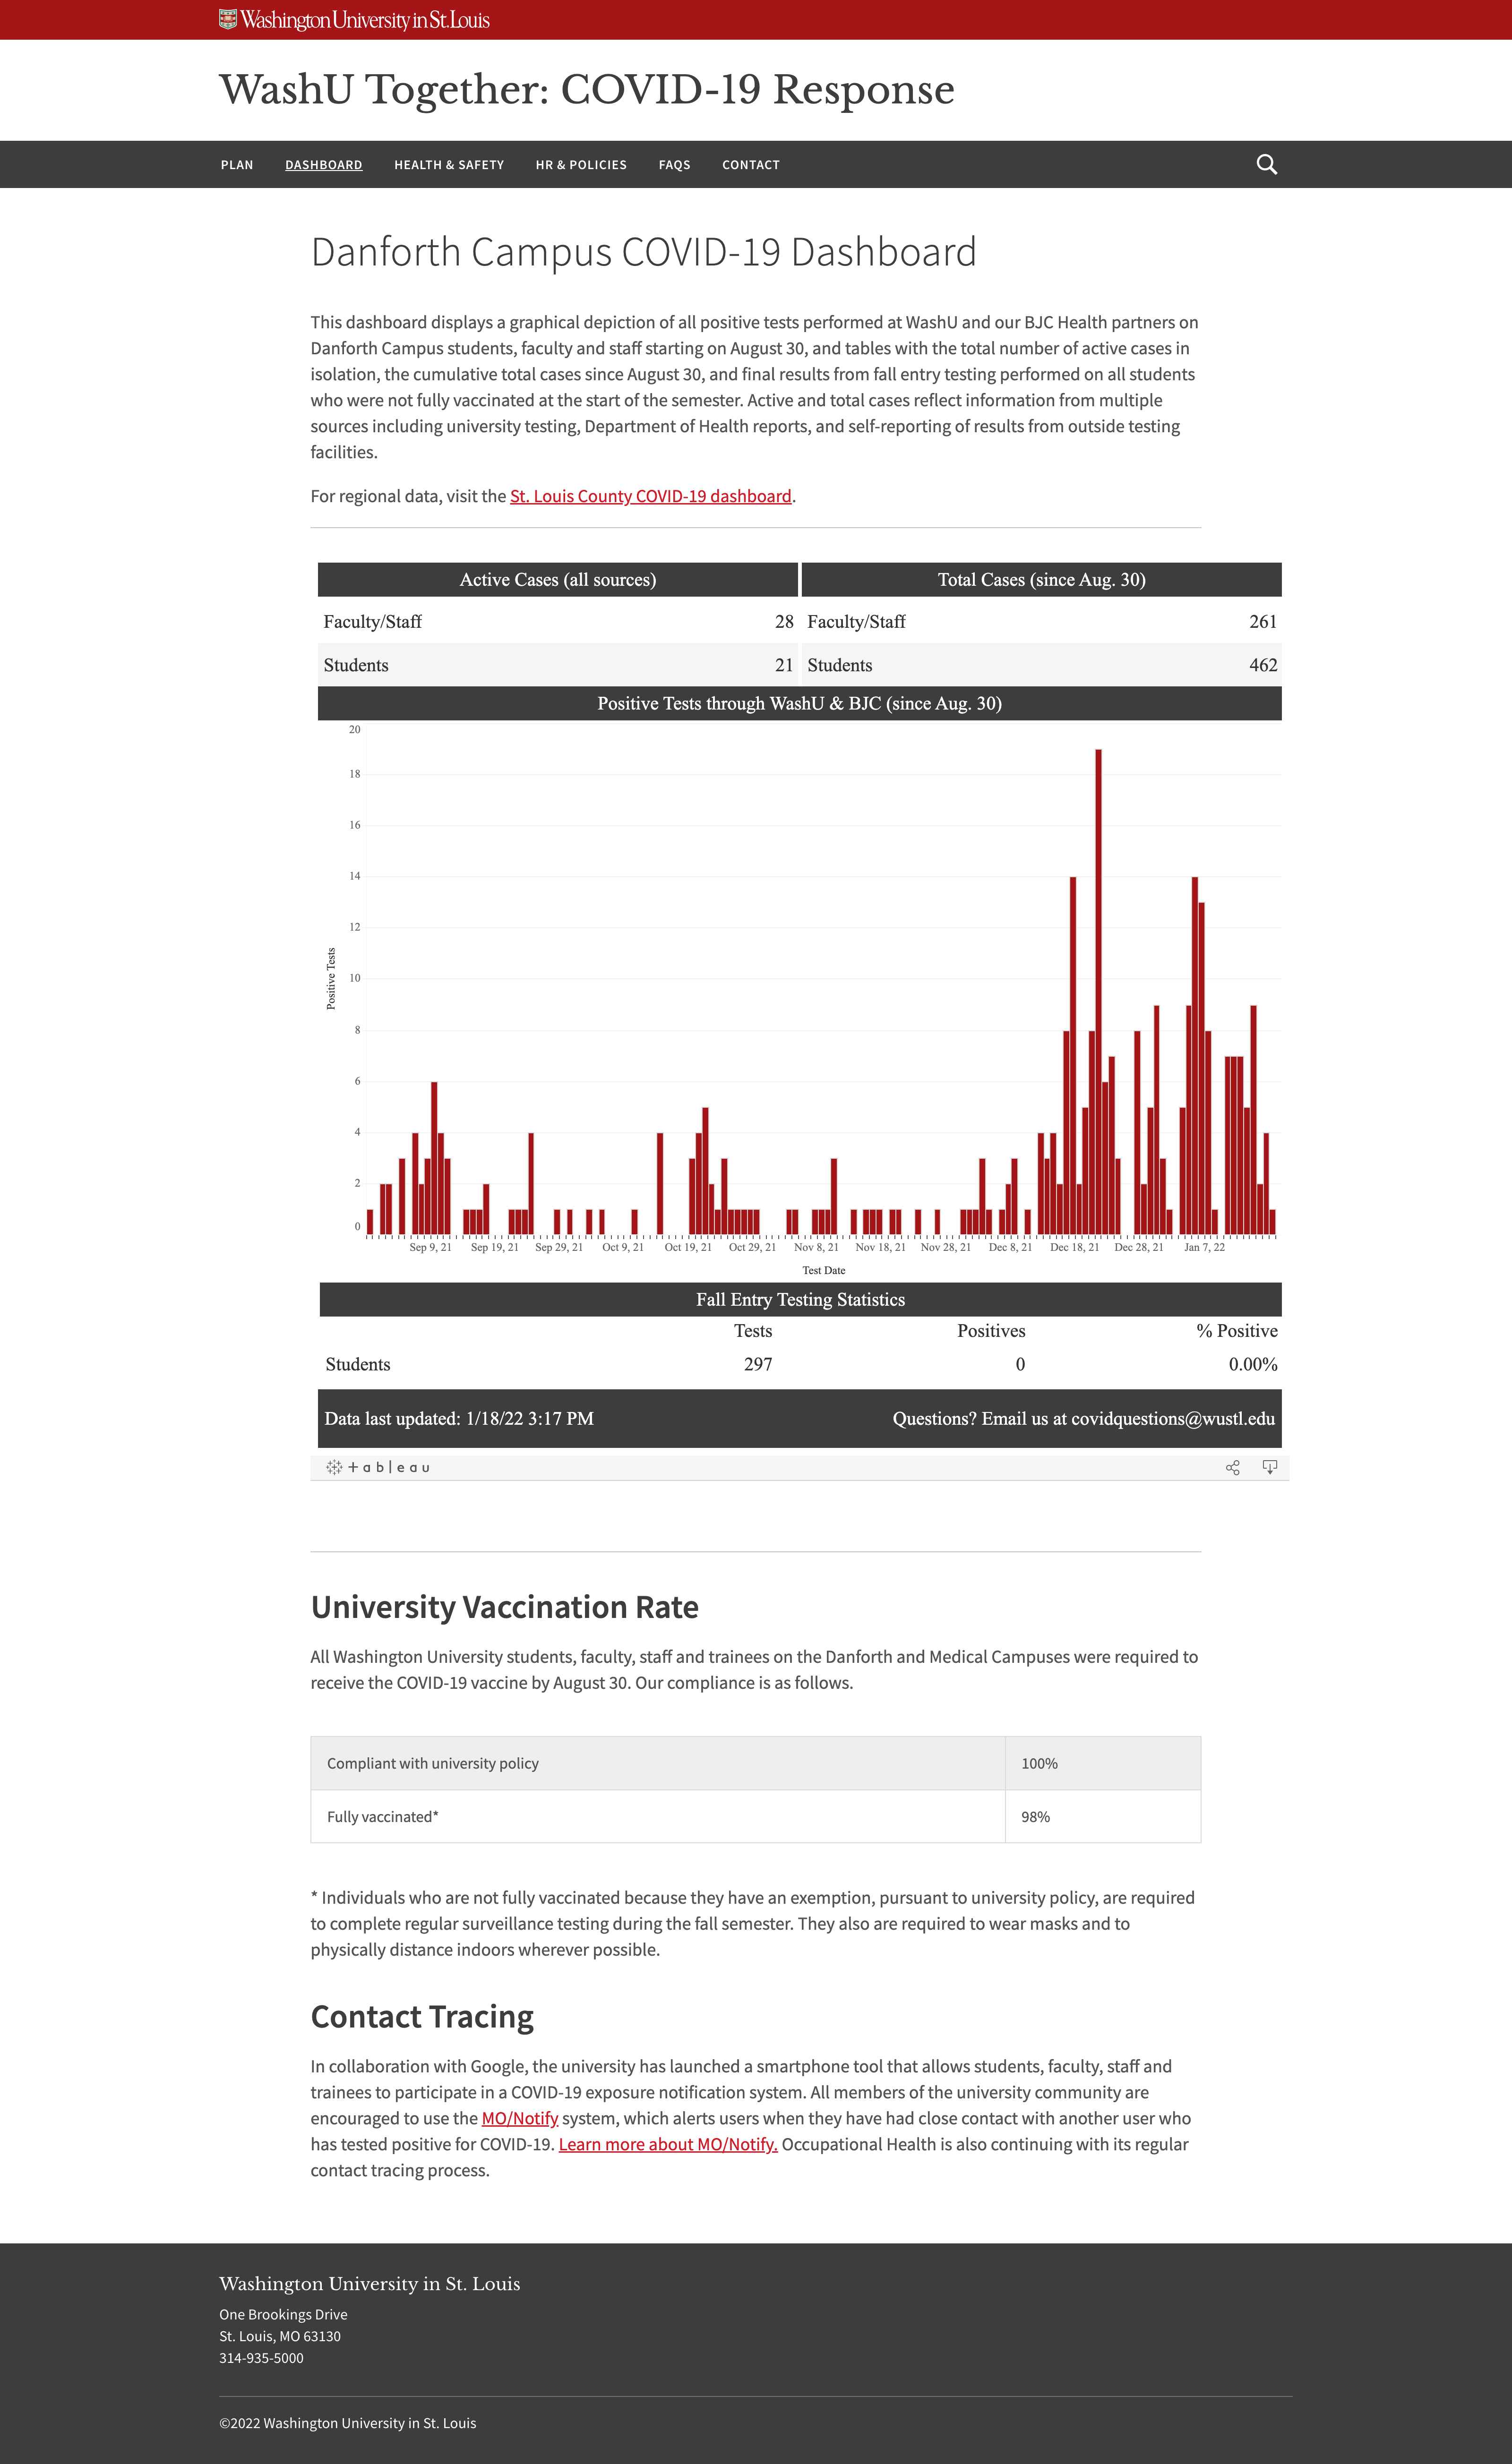 Washington University in St. Louis
WashU Together: COVID-19 Response
PLAN DASHBOARD HEALTH & SAFETY HR & POLICIES FAQS CONTACT
Danforth Campus COVID-19 Dashboard
This dashboard displays a graphical depiction of all positive tests performed at WashU and our BJC Health partners on
Danforth Campus students, faculty and staff starting on August 30, and tables with the total number of active cases in
isolation, the cumulative total cases since August 30, and final results from fall entry testing performed on all students
who were not fully vaccinated at the start of the semester. Active and total cases reflect information from multiple
sources including university testing, Department of Health reports, and self-reporting of results from outside testing
facilities.
For regional data, visit the St. Louis County COVID-19 dashboard.
Active Cases (all sources) Total Cases (since Aug. 30)
Faculty/Staff 28 Faculty/Staff 261
Students 21 Students 462
Positive Tests through WashU & BJC (since Aug. 30)
20
18
16
14
12
10
8
6
4
2
0
Positive Tests
Sep 9, 21 Sep 19, 21 Sep 29, 21 Oct 9, 21 Oct 19, 21 Oct 29, 21 Nov 8, 21 Nov 18, 21 Nov 28, 21 Dec 8, 21 Dec 18, 21 Dec 28, 21 Jan 7, 22
Test Date
Fall Entry Testing Statistics
Tests Positives % Positive
Students 297 0 0.00%
Data last updated: 1/18/22 3:17 PM Questions? Email us at covidquestions@wustl.edu
+ableau
University Vaccination Rate
All Washington University students, faculty, staff and trainees on the Danforth and Medical Campuses were required to
receive the COVID-19 vaccine by August 30. Our compliance is as follows.
Compliant with university policy 100%
Fully vaccinated* 98%
* Individuals who are not fully vaccinated because they have an exemption, pursuant to university policy, are required
to complete regular surveillance testing during the fall semester. They also are required to wear masks and to
physically distance indoors wherever possible.
Contact Tracing
In collaboration with Google, the university has launched a smartphone tool that allows students, faculty, staff and
trainees to participate in a COVID-19 exposure notification system. All members of the university community are
encouraged to use the MO/Notify system, which alerts users when they have had close contact with another user who
has tested positive for COVID-19. Learn more about MO/Notify. Occupational Health is also continuing with its regular
contact tracing process.
Washington University in St. Louis
One Brookings Drive
St. Louis, MO 63130
314-935-5000
©2022 Washington University in St. Louis